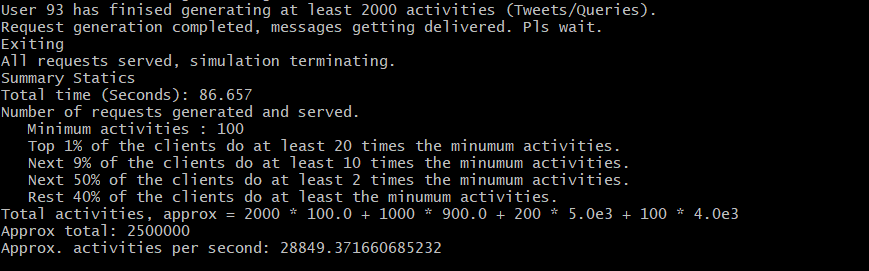 User 93 has finised generating at least 2000 activities (Tweets/Queries).
Request generation completed, messages getting delivered. Pls wait.
Exiting
All requests served, simulation terminating.
Summary Statics
Total time (Seconds): 86.657
Number of requests generated and served.
Minimum activities : 100
Top 1% of the clients do at least 20 times the minumum activities.
Next 9% of the clients do at least 10 times the minumum activities.
Next 50% of the clients do at least 2 times the minumum activities.
Rest 40% of the clients do at least the minumum activities.
Total activities, approx = 2000 * 100.0 + 1000 * 900.0 + 200 * 5.0e3 + 100 * 4.0e3
Approx total: 2500000
Approx. activities per second: 28849.371660685232